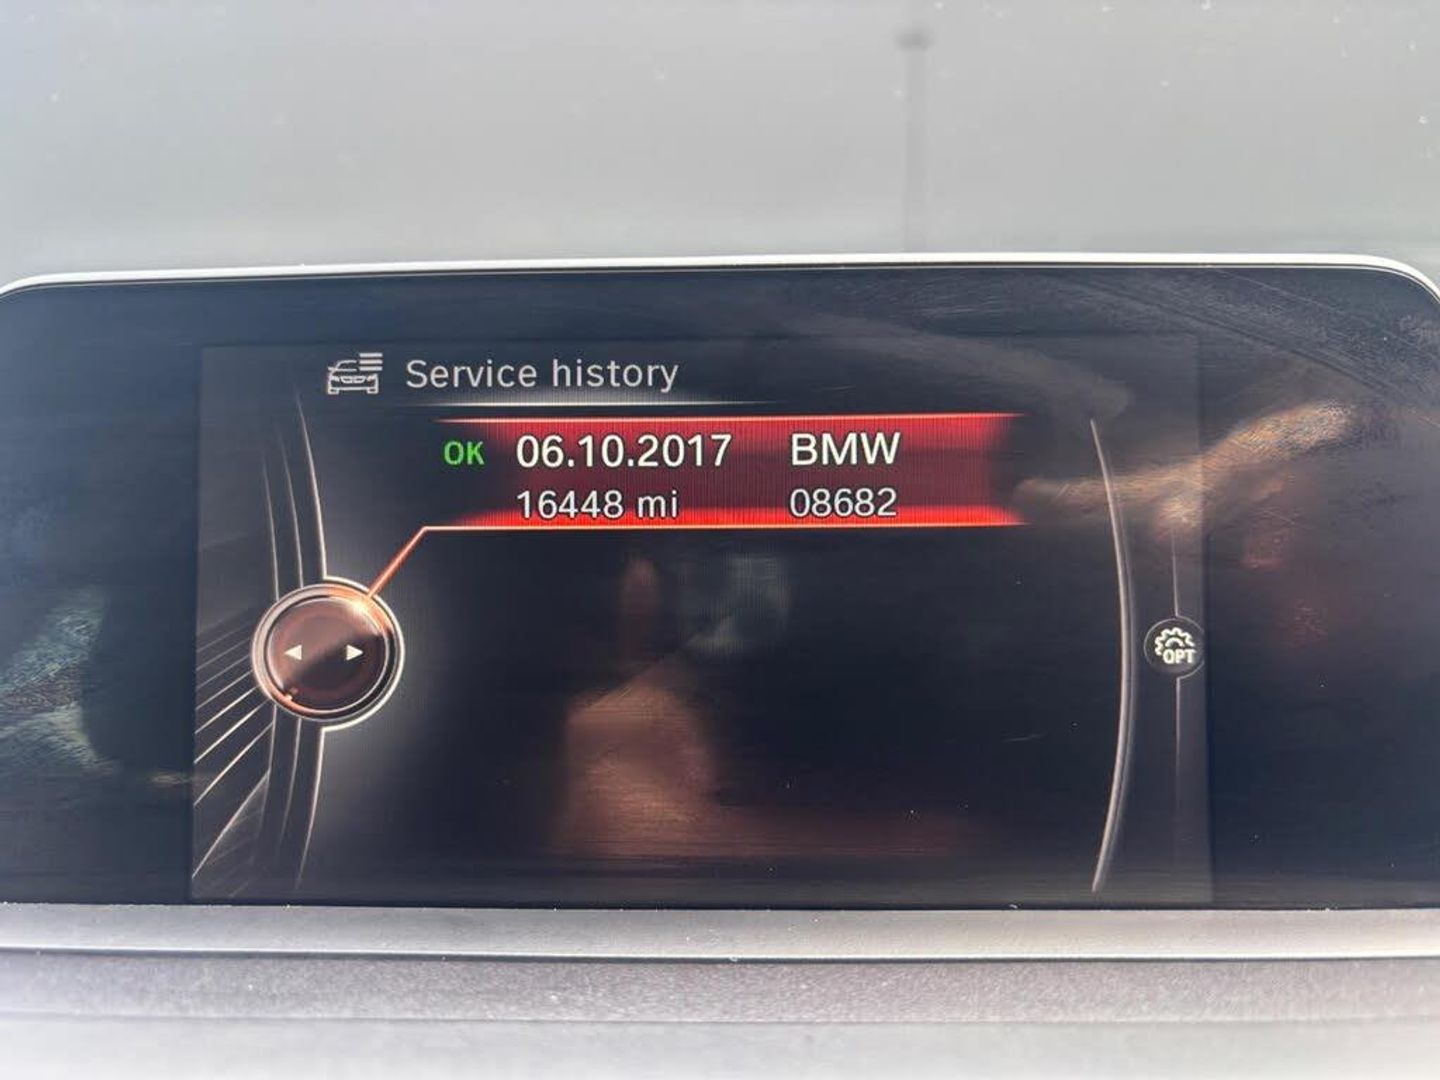 Service history
OK 06.10.2017 BMW
16448 mi 08682
OPT